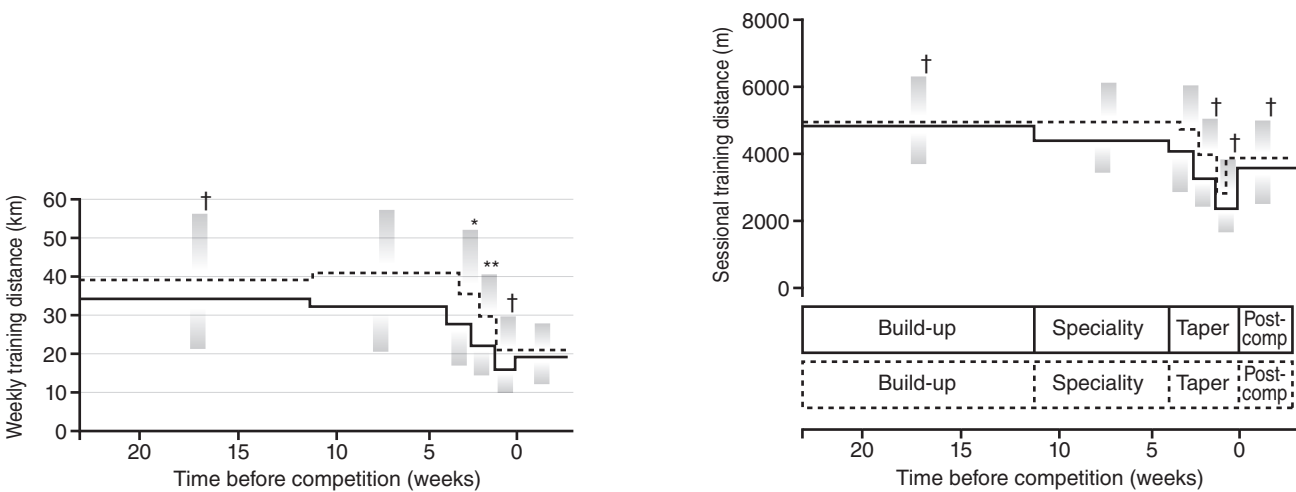 Weekly training distance (km)
60
50
40
30
20
10
0
†
*
**
†
20 15 10 5 0
Time before competition (weeks)
Sessional training distance (m)
8000
6000
4000
2000
0
†
†
†
†
Build-up Speciality Taper Post-
comp
Build-up Speciality Taper Post-
comp
20 15 10 5 0
Time before competition (weeks)